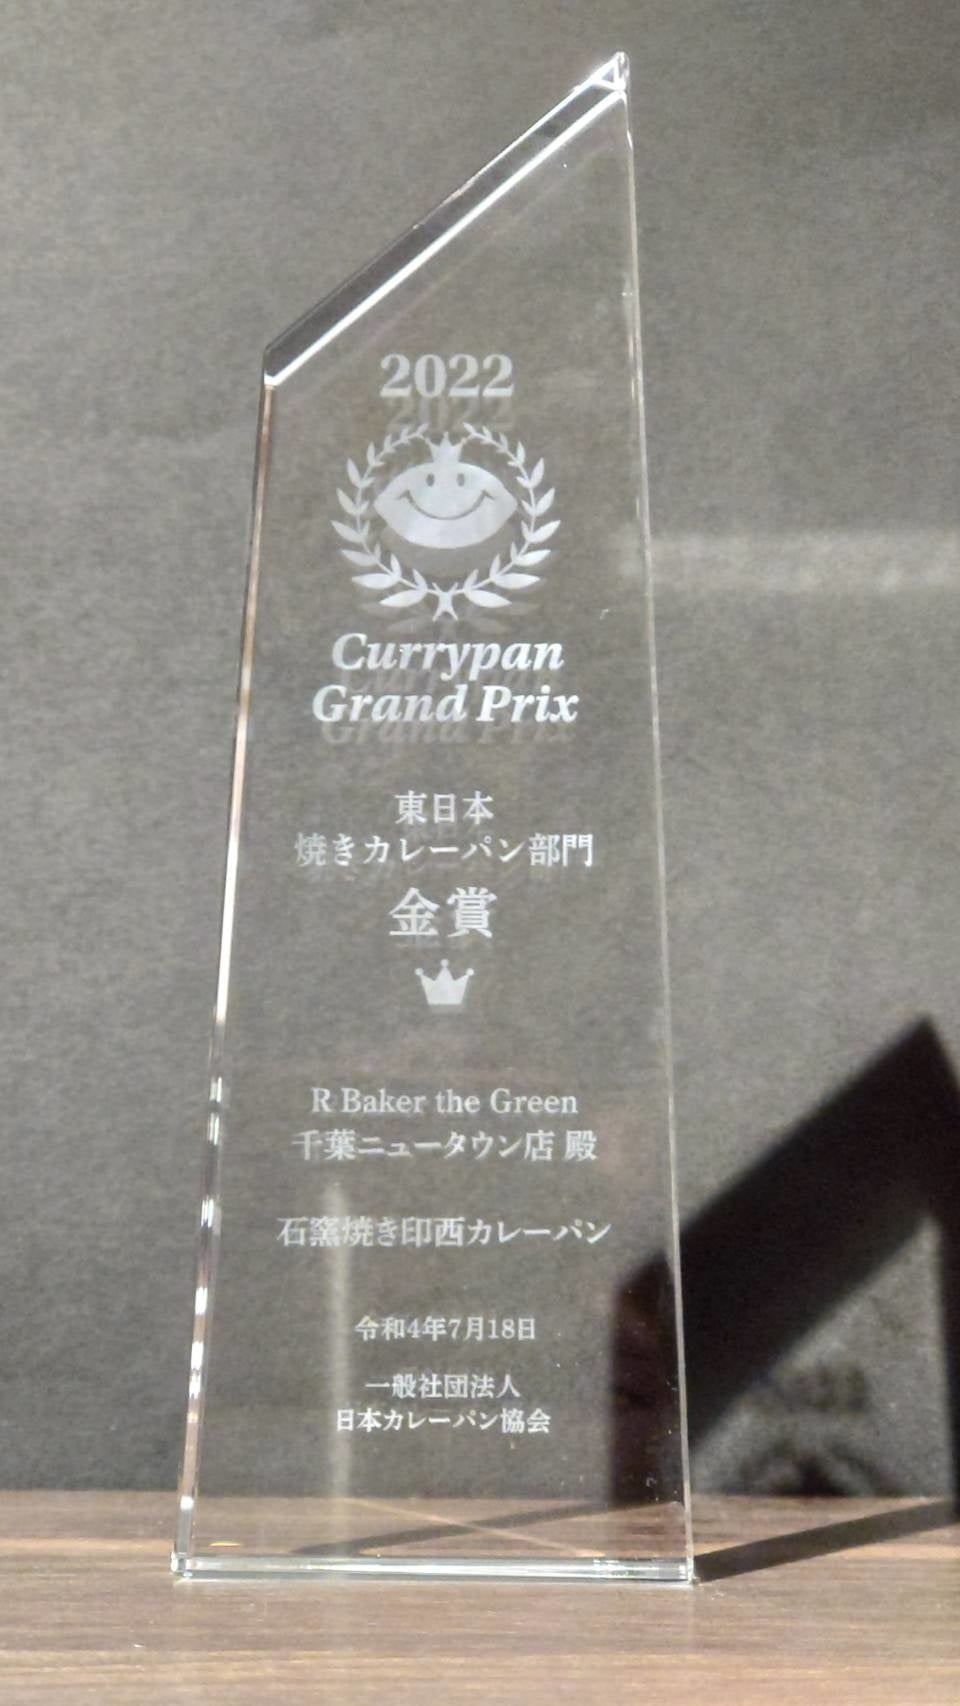 2022
Currypan
Grand Prix
東日本
焼きカレーパン部門
金賞
R Baker the Green
千葉ニュータウン店 殿
石窯焼き印西カレーパン
令和4年7月18日
一般社団法人
日本カレーパン協会